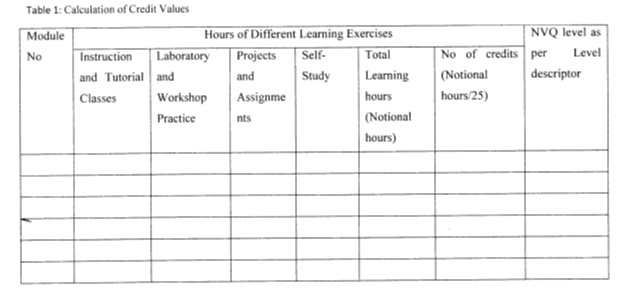 Table 1: Calculation of Credit Values
Module No
Hours of Different Learning Exercises
NVQ level as per Level descriptor
Instruction and Tutorial Classes
Laboratory and Workshop Practice
Projects and Assignme nts
Self- Study
Total Learning hours (Notional hours)
No of credits (Notional hours/25)